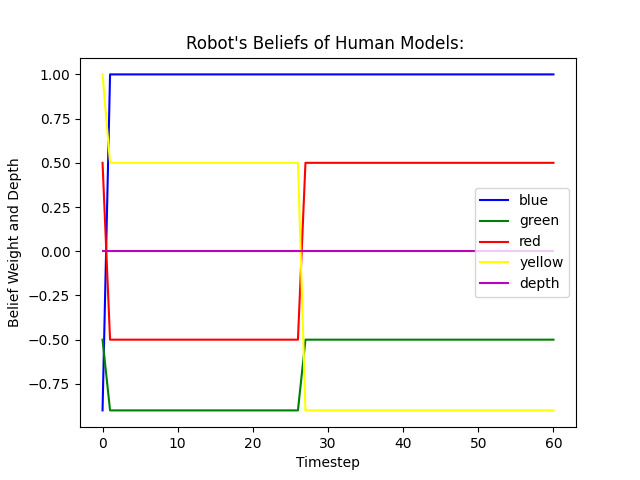 Robot's Beliefs of Human Models:
Belief Weight and Depth
1.00
0.75
0.50
0.25
0.00
−0.25
−0.50
−0.75
blue
green
red
yellow
depth
0 10 20 30 40 50 60
Timestep